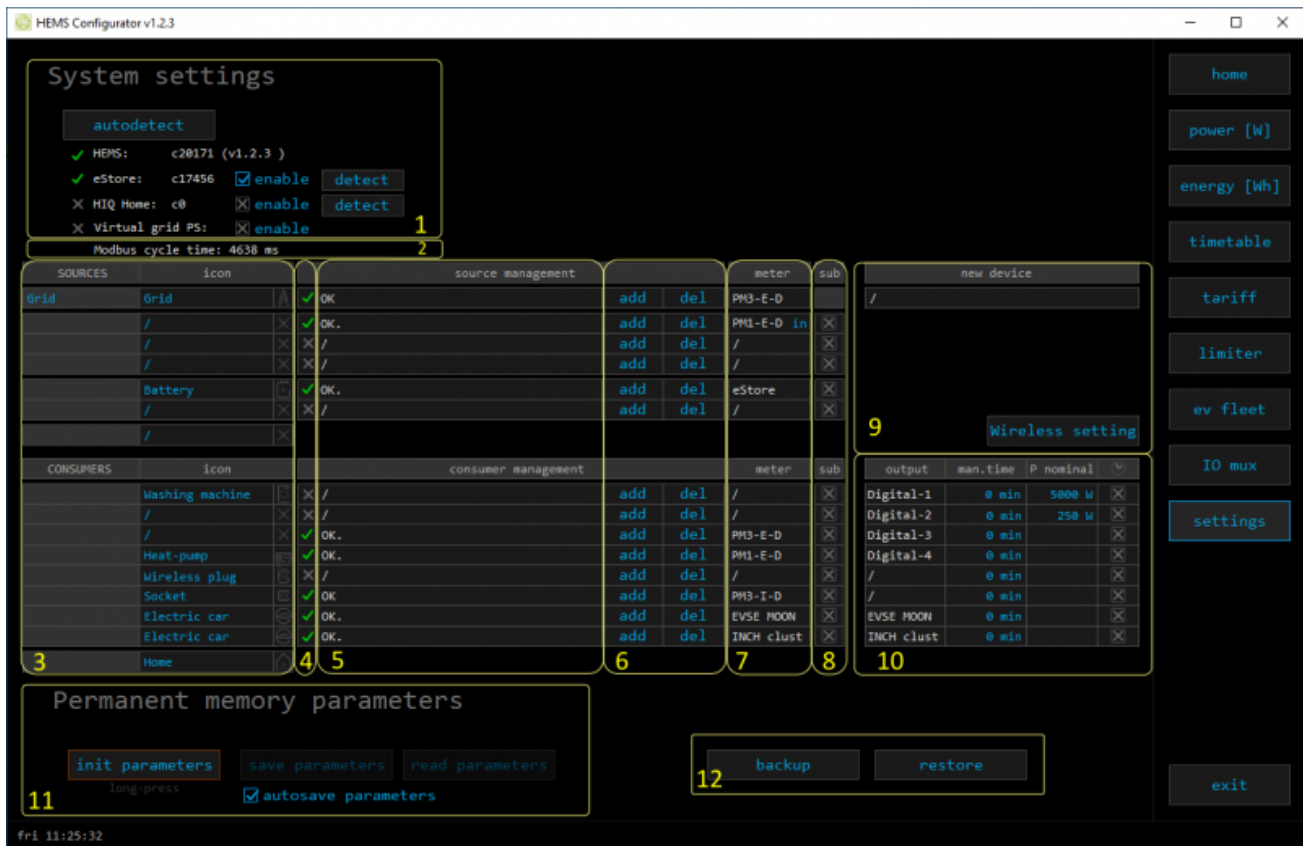 HEMS Configurator v1.2.3
System settings
home
autodetect
power [W]
HEMS: c20171 (v1.2.3 )
eStore: c17456 enable detect
energy [Wh]
HIQ Home: c0 enable detect
Virtual grid PS: enable
1
timetable
Modbus cycle time: 4638 ms
2
SOURCES icon source management meter sub new device
Grid Grid OK add del PM3-E-D /
tariff
/ OK. add del PM1-E-D in
/ / add del /
/ / add del /
limiter
Battery OK. add del eStore
/ / add del /
ev fleet
/
9 Wireless setting
CONSUMERS icon consumer management meter sub output man.time P nominal
IO mux
Washing machine / add del / Digital-1 0 min 5000 W
/ / add del / Digital-2 0 min 250 W
settings
/ OK. add del PM3-E-D Digital-3 0 min
Heat-pump OK. add del PM1-E-D Digital-4 0 min
Wireless plug / add del / / 0 min
Socket OK add del PM3-I-D / 0 min
Electric car OK. add del EVSE MOON EVSE MOON 0 min
Electric car OK. add del INCH clust INCH clust 0 min
3 Home 4 5 6 7 8 10
Permanent memory parameters
init parameters save parameters read parameters
long-press
autosave parameters
11
12 backup restore
exit
fri 11:25:32